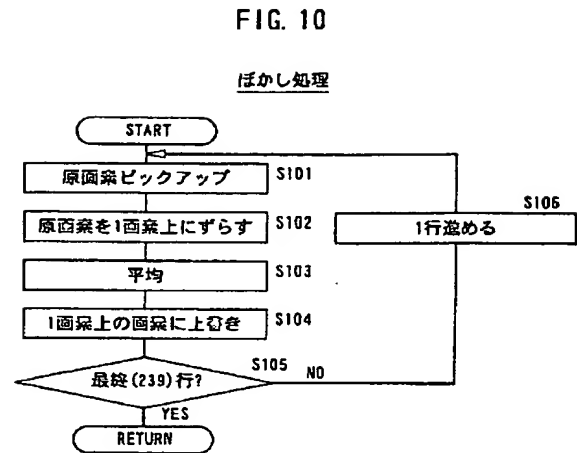 FIG. 10
ぼかし処理
START
原画素ピックアップ
S101
原画素を1画素上にずらす
S102
平均
S103
1画素上の画素に上書き
S104
最終(239)行?
S105
NO
YES
RETURN
S106
1行進める